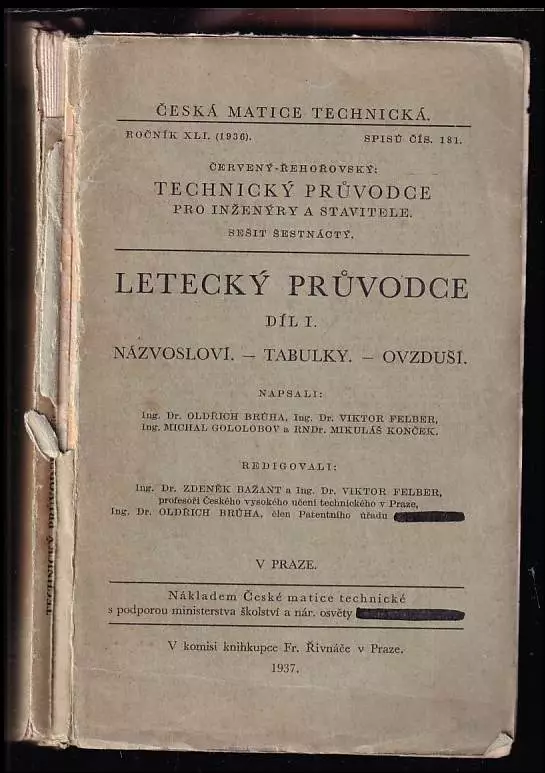 ČESKÁ MATICE TECHNICKÁ.
ROČNÍK XLI. (1936). SPISŮ ČÍS. 181.
ČERVENÝ-ŘEHOŘOVSKÝ:
TECHNICKÝ PRŮVODCE
PRO INŽENÝRY A STAVITELE.
SEŠIT ŠESTNÁCTÝ.
LETECKÝ PRŮVODCE
DÍL I.
NÁZVOSLOVÍ. – TABULKY. – OVZDUŠÍ.
NAPSALI:
Ing. Dr. OLDŘICH BRŮHA, Ing. Dr. VIKTOR FELBER,
Ing. MICHAL GOLOLOBOV a RNDr. MIKULÁŠ KONČEK.
REDIGOVALI:
Ing. Dr. ZDENĚK BAŽANT a Ing. Dr. VIKTOR FELBER,
profesoři Českého vysokého učení technického v Praze,
Ing. Dr. OLDŘICH BRŮHA, člen Patentního úřadu
V PRAZE.
Nákladem České matice technické
s podporou ministerstva školství a nár. osvěty
V komisi knihkupce Fr. Řivnáče v Praze.
1937.
TECHNICKÝ PRŮVODCE